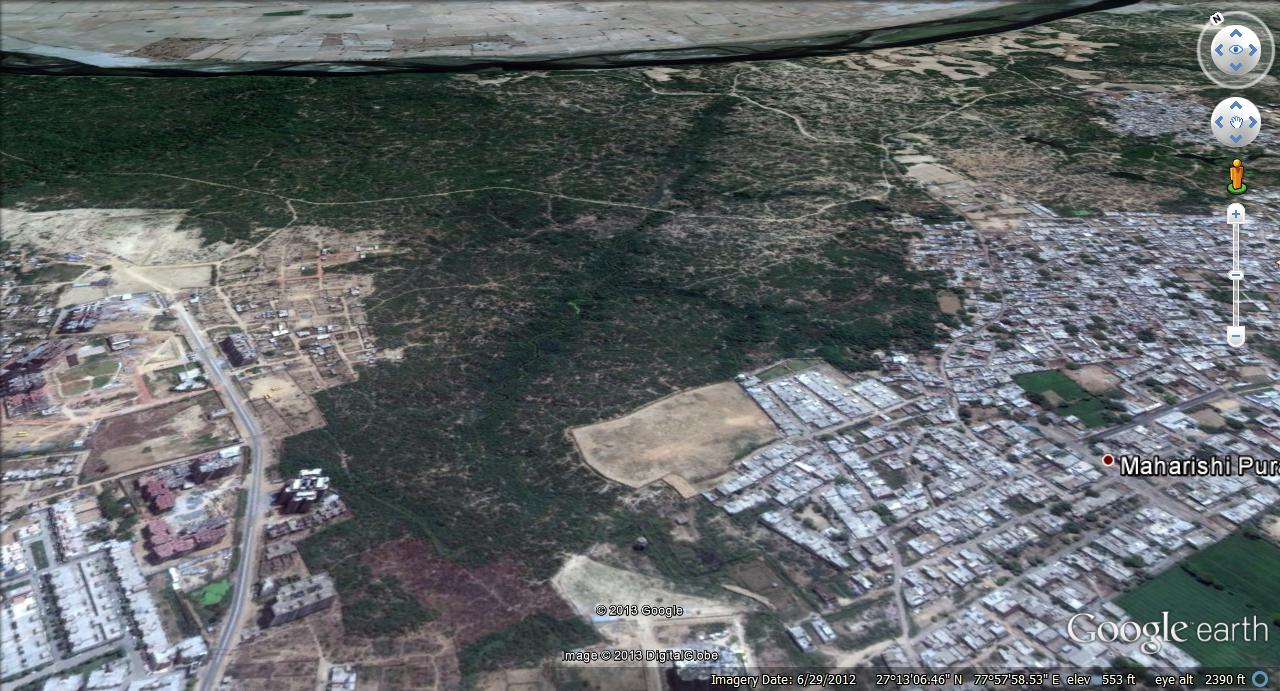 N
Maharishi Pura
© 2013 Google
Google earth
Image © 2013 DigitalGlobe
Imagery Date: 6/29/2012 27°13'06.46" N 77°57'58.53" E elev 553 ft eye alt 2390 ft